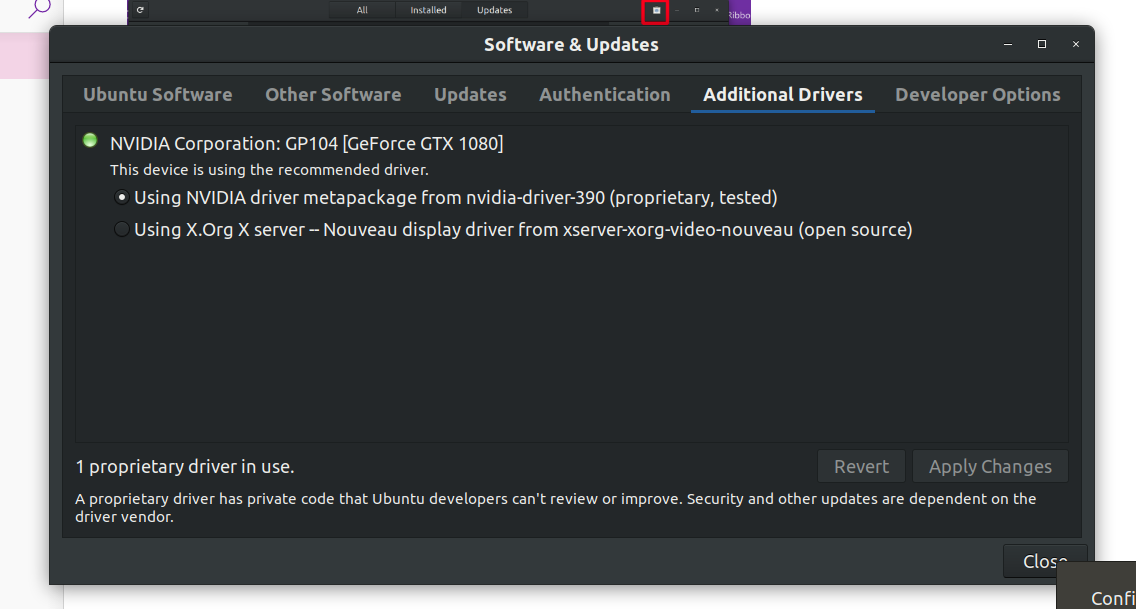 All Installed Updates
Ribbo
Software & Updates
Ubuntu Software Other Software Updates Authentication Additional Drivers Developer Options
NVIDIA Corporation: GP104 [GeForce GTX 1080]
This device is using the recommended driver.
Using NVIDIA driver metapackage from nvidia-driver-390 (proprietary, tested)
Using X.Org X server -- Nouveau display driver from xserver-xorg-video-nouveau (open source)
1 proprietary driver in use.
Revert Apply Changes
A proprietary driver has private code that Ubuntu developers can't review or improve. Security and other updates are dependent on the
driver vendor.
Close
Confi